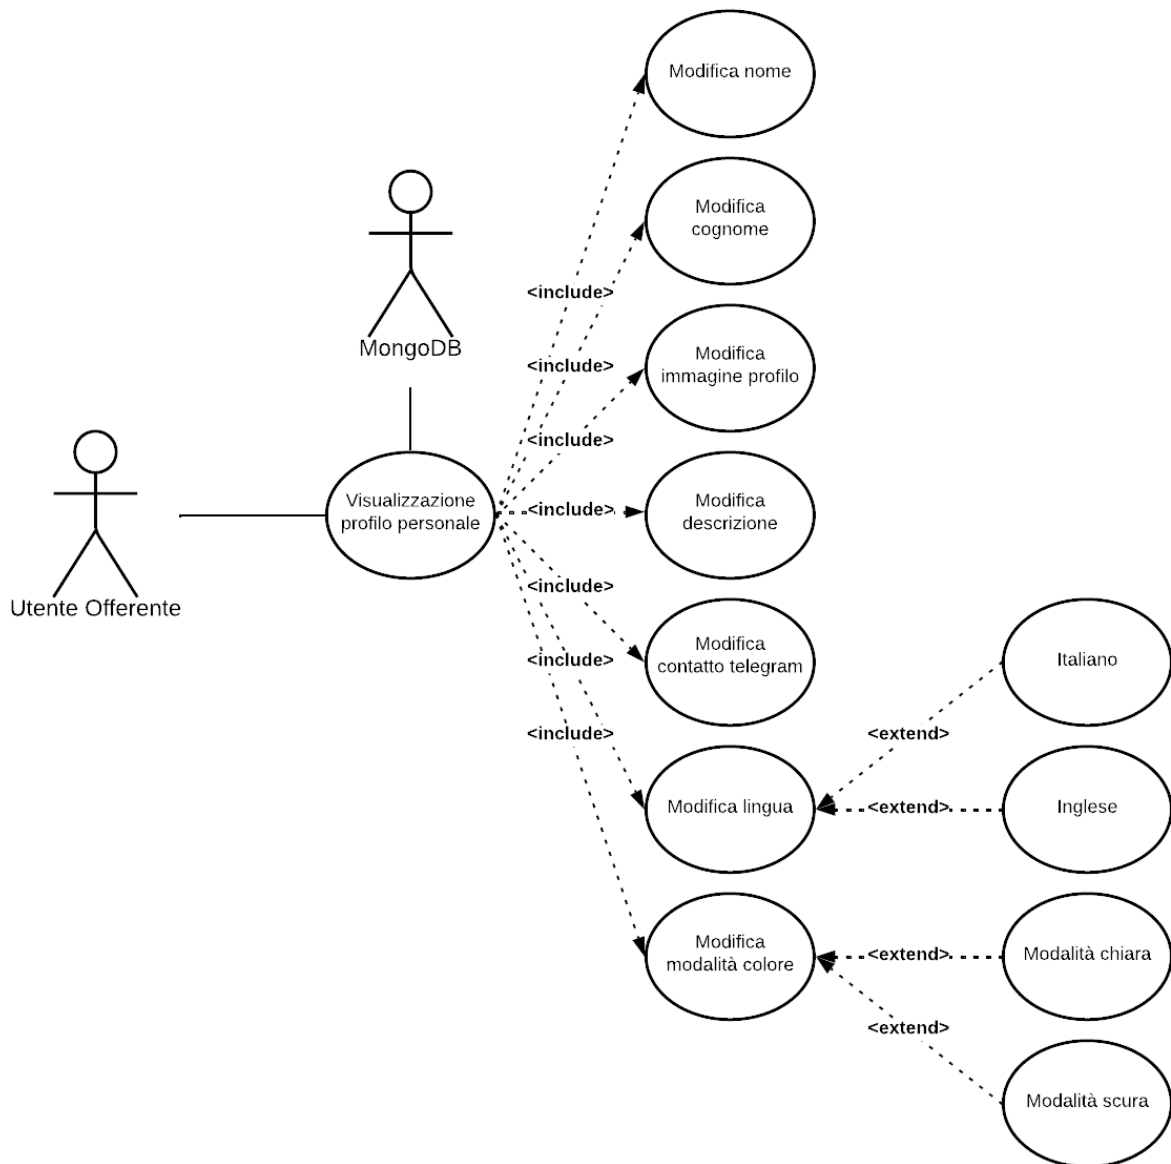 Modifica nome
Modifica
cognome
<include>
MongoDB
<include>
Modifica
immagine profilo
<include>
Visualizzazione
profilo personale
<include>
Modifica
descrizione
Utente Offerente
<include>
Modifica
contatto telegram
Italiano
<include>
<extend>
<include>
Modifica lingua
<extend>
Inglese
Modifica
modalità colore
<extend>
Modalità chiara
<extend>
Modalità scura